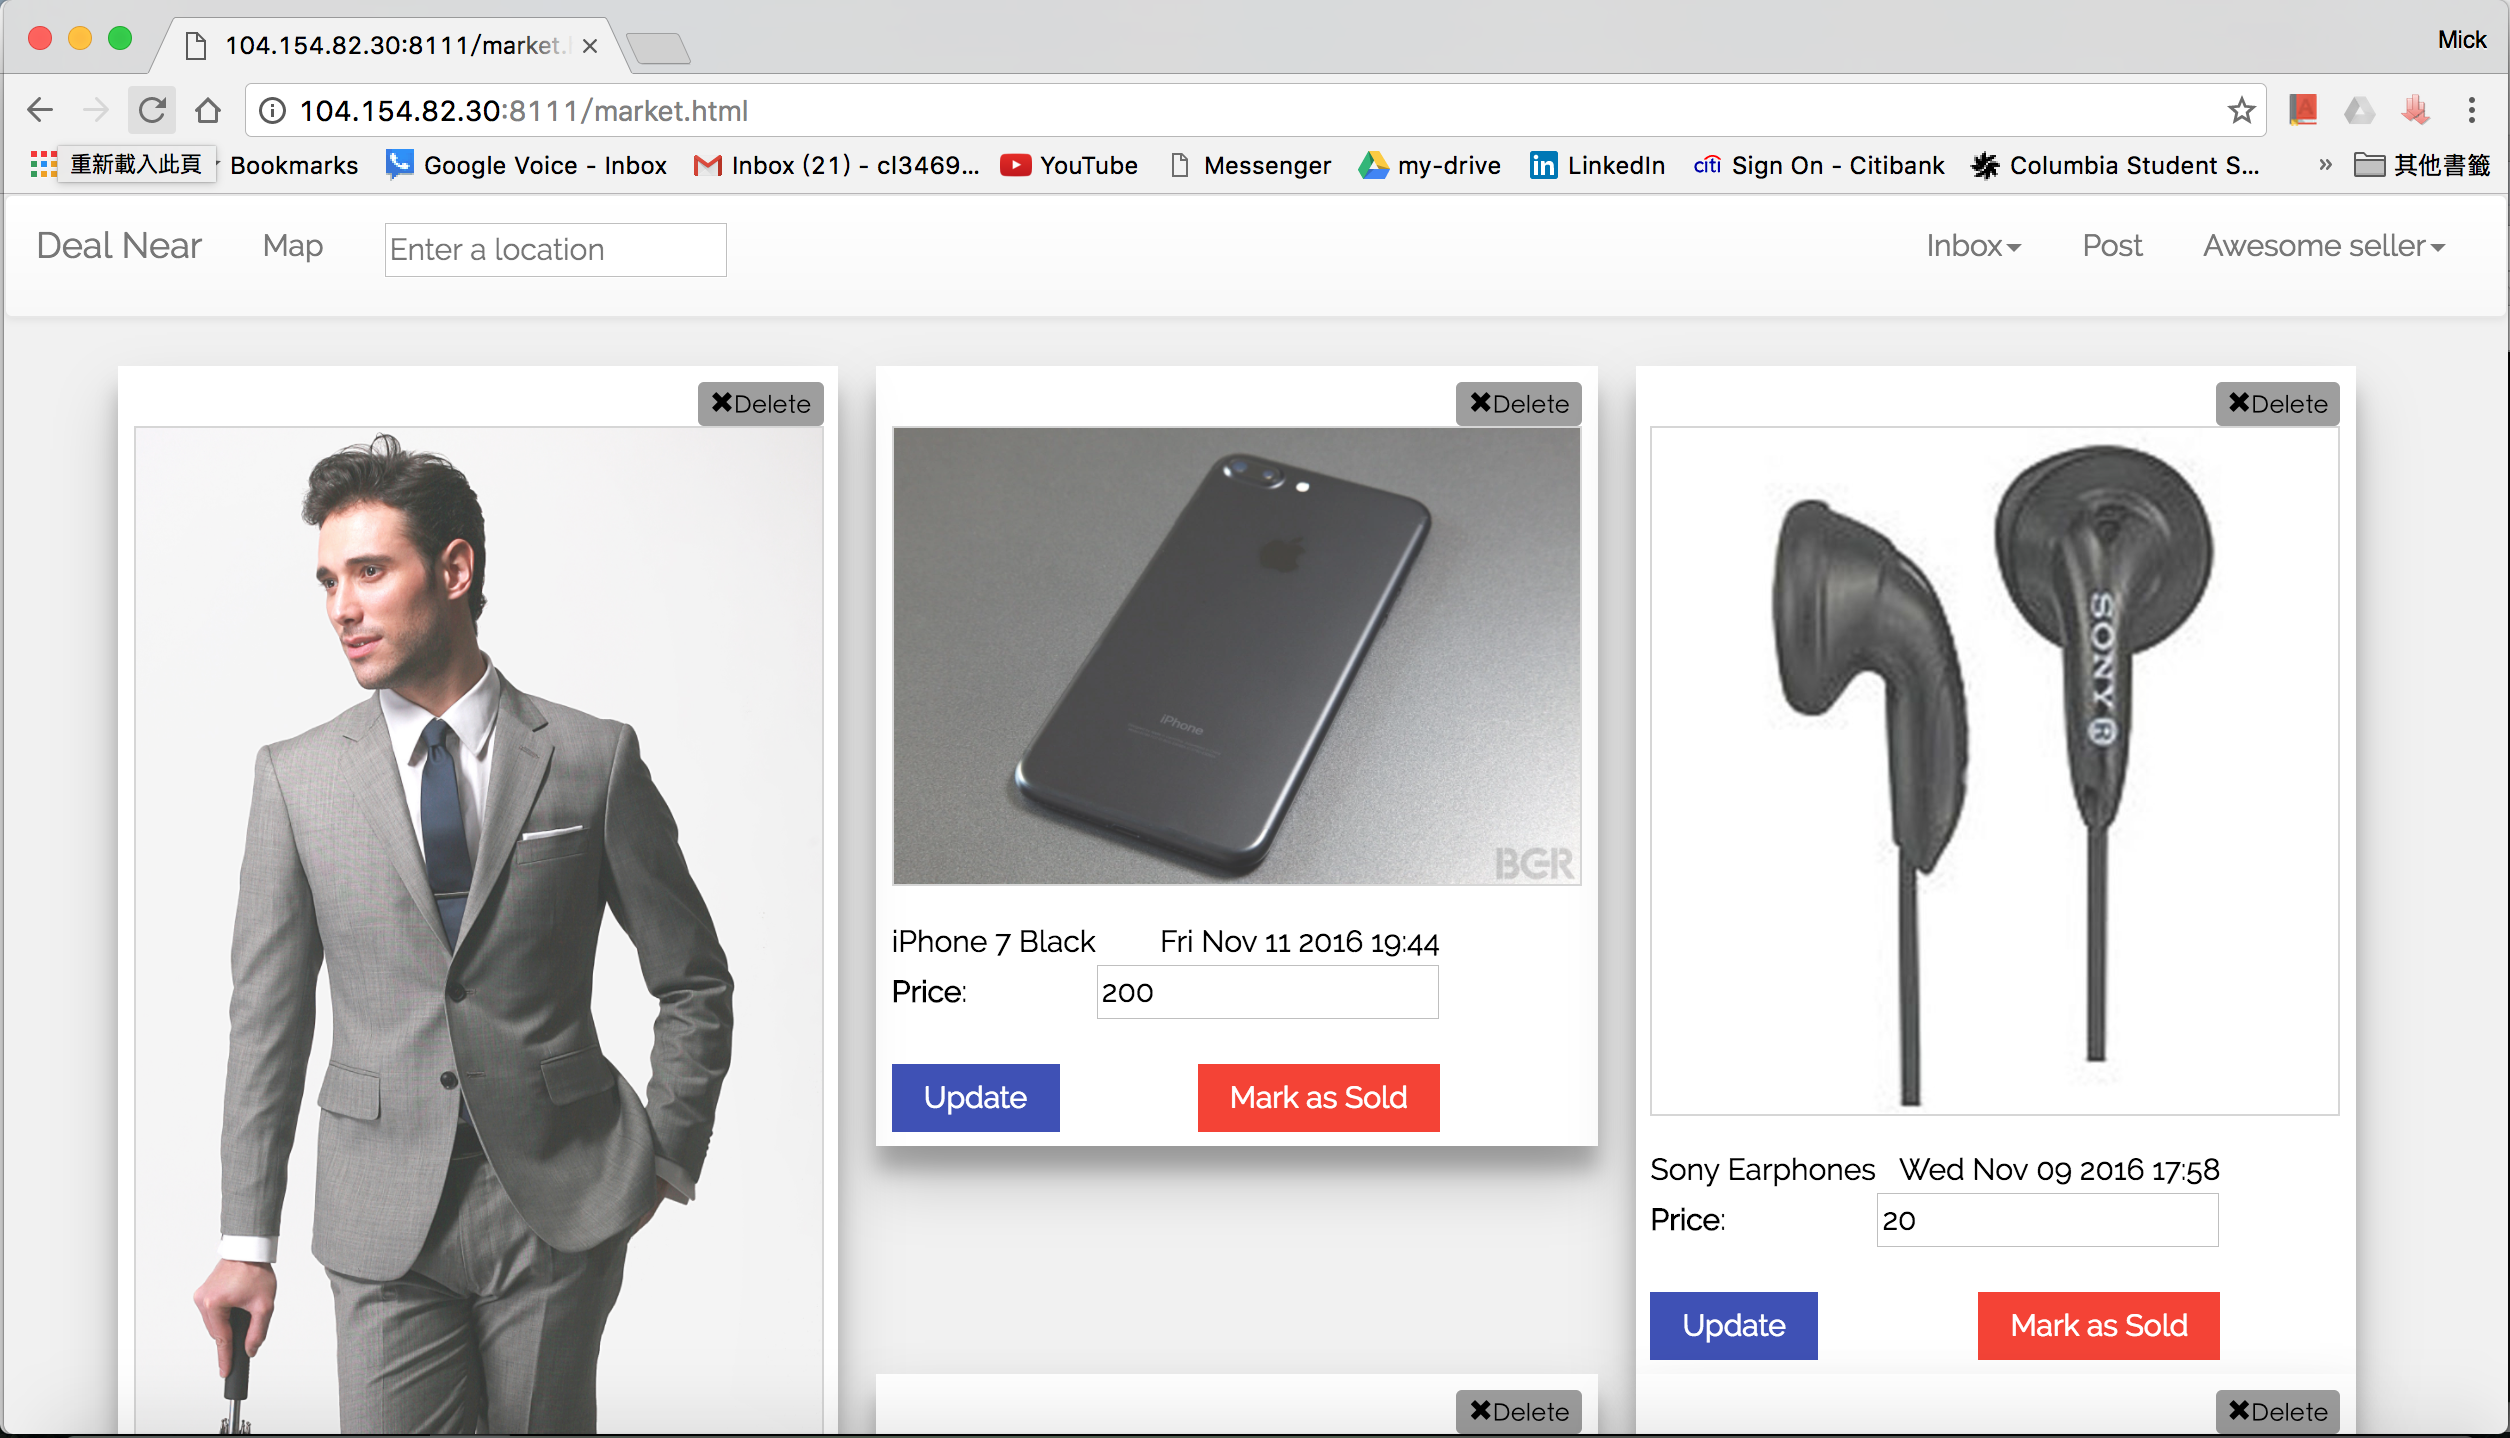 104.154.82.30:8111/market.
Mick
104.154.82.30:8111/market.html
重新載入此頁
Bookmarks
Google Voice - Inbox
Inbox (21) - cl3469...
YouTube
Messenger
my-drive
LinkedIn
citi
Sign On - Citibank
Columbia Student S...
»
其他書籤
Deal Near
Map
Enter a location
Inbox
Post
Awesome seller
Delete
Delete
iPhone
BGR
iPhone 7 Black
Fri Nov 11 2016 19:44
Price:
200
Update
Mark as Sold
Delete
SONY R
Sony Earphones
Wed Nov 09 2016 17:58
Price:
20
Update
Mark as Sold
Delete
Delete